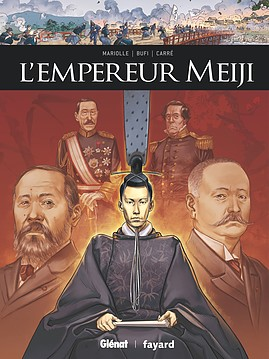 MARIOLLE | BUFI | CARRÉ
L'EMPEREUR MEIJI
Glénat | fayard